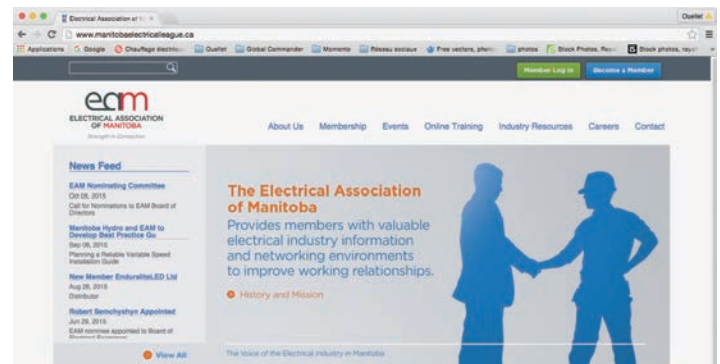 Electrical Association of
Ouellet
www.manitobaelectricalleague.ca
Applications
Google
Chauffage électrique
Ouellet
Global Commander
Momento
Réseau sociaux
Free vectors, photos
photos
Stock Photos,
Stock photos,
Member Log in
Become a Member
eam
ELECTRICAL ASSOCIATION
OF MANITOBA
Strength in Connection
About Us
Membership
Events
Online Training
Industry Resources
Careers
Contact
News Feed
EAM Nominating Committee
Oct 05, 2015
Call for Nominations to EAM Board of
Directors
Manitoba Hydro and EAM to
Develop Best Practice Gu
Sep 08, 2015
Planning a Reliable Variable Speed
Installation Guide
New Member EnduraliteLED Ltd
Aug 28, 2015
Distributor
Robert Semchyshyn Appointed
Jun 29, 2015
EAM nominee appointed to Board of
Electrical Examiners
View All
The Electrical Association
of Manitoba
Provides members with valuable
electrical industry information
and networking environments
to improve working relationships.
History and Mission
The Voice of the Electrical Industry in Manitoba